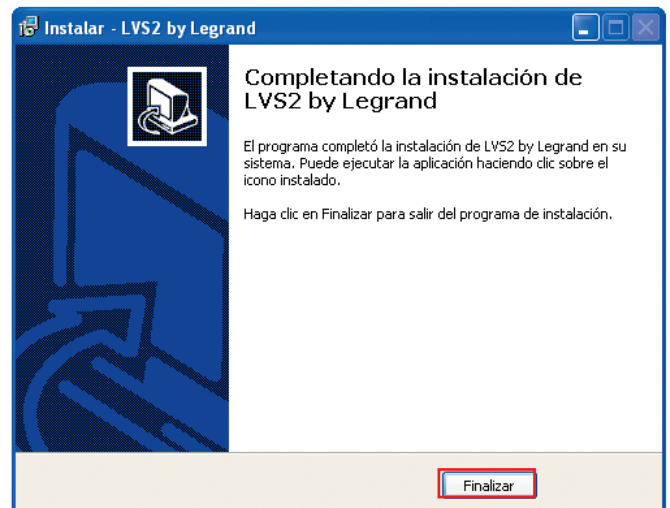 Instalar - LVS2 by Legrand
Completando la instalación de
LVS2 by Legrand
El programa completó la instalación de LVS2 by Legrand en su
sistema. Puede ejecutar la aplicación haciendo clic sobre el
icono instalado.
Haga clic en Finalizar para salir del programa de instalación.
Finalizar